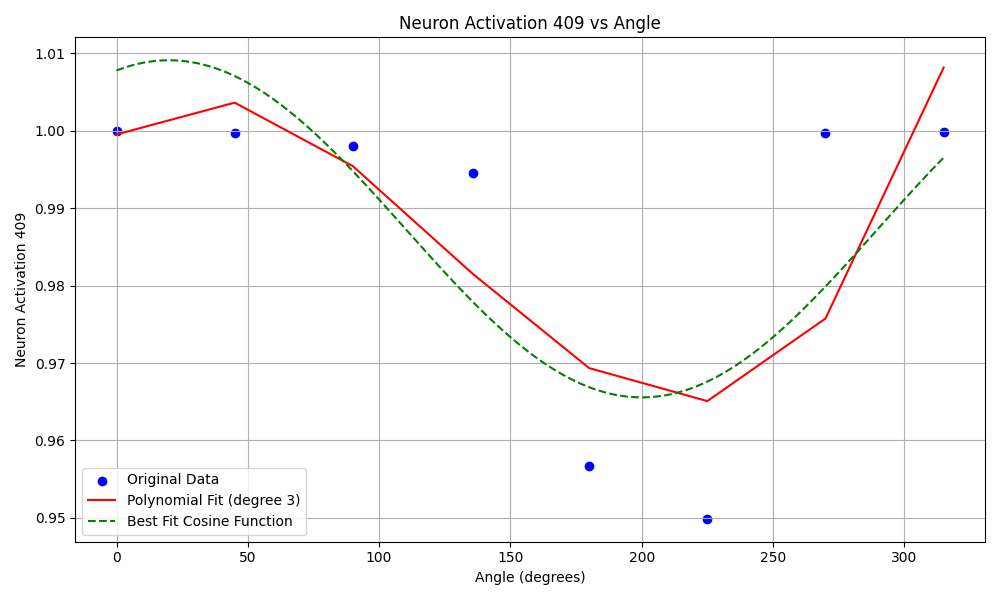 Neuron Activation 409 vs Angle
1.01
1.00
0.99
0.98
0.97
0.96
0.95
Neuron Activation 409
Original Data
Polynomial Fit (degree 3)
Best Fit Cosine Function
0 50 100 150 200 250 300
Angle (degrees)